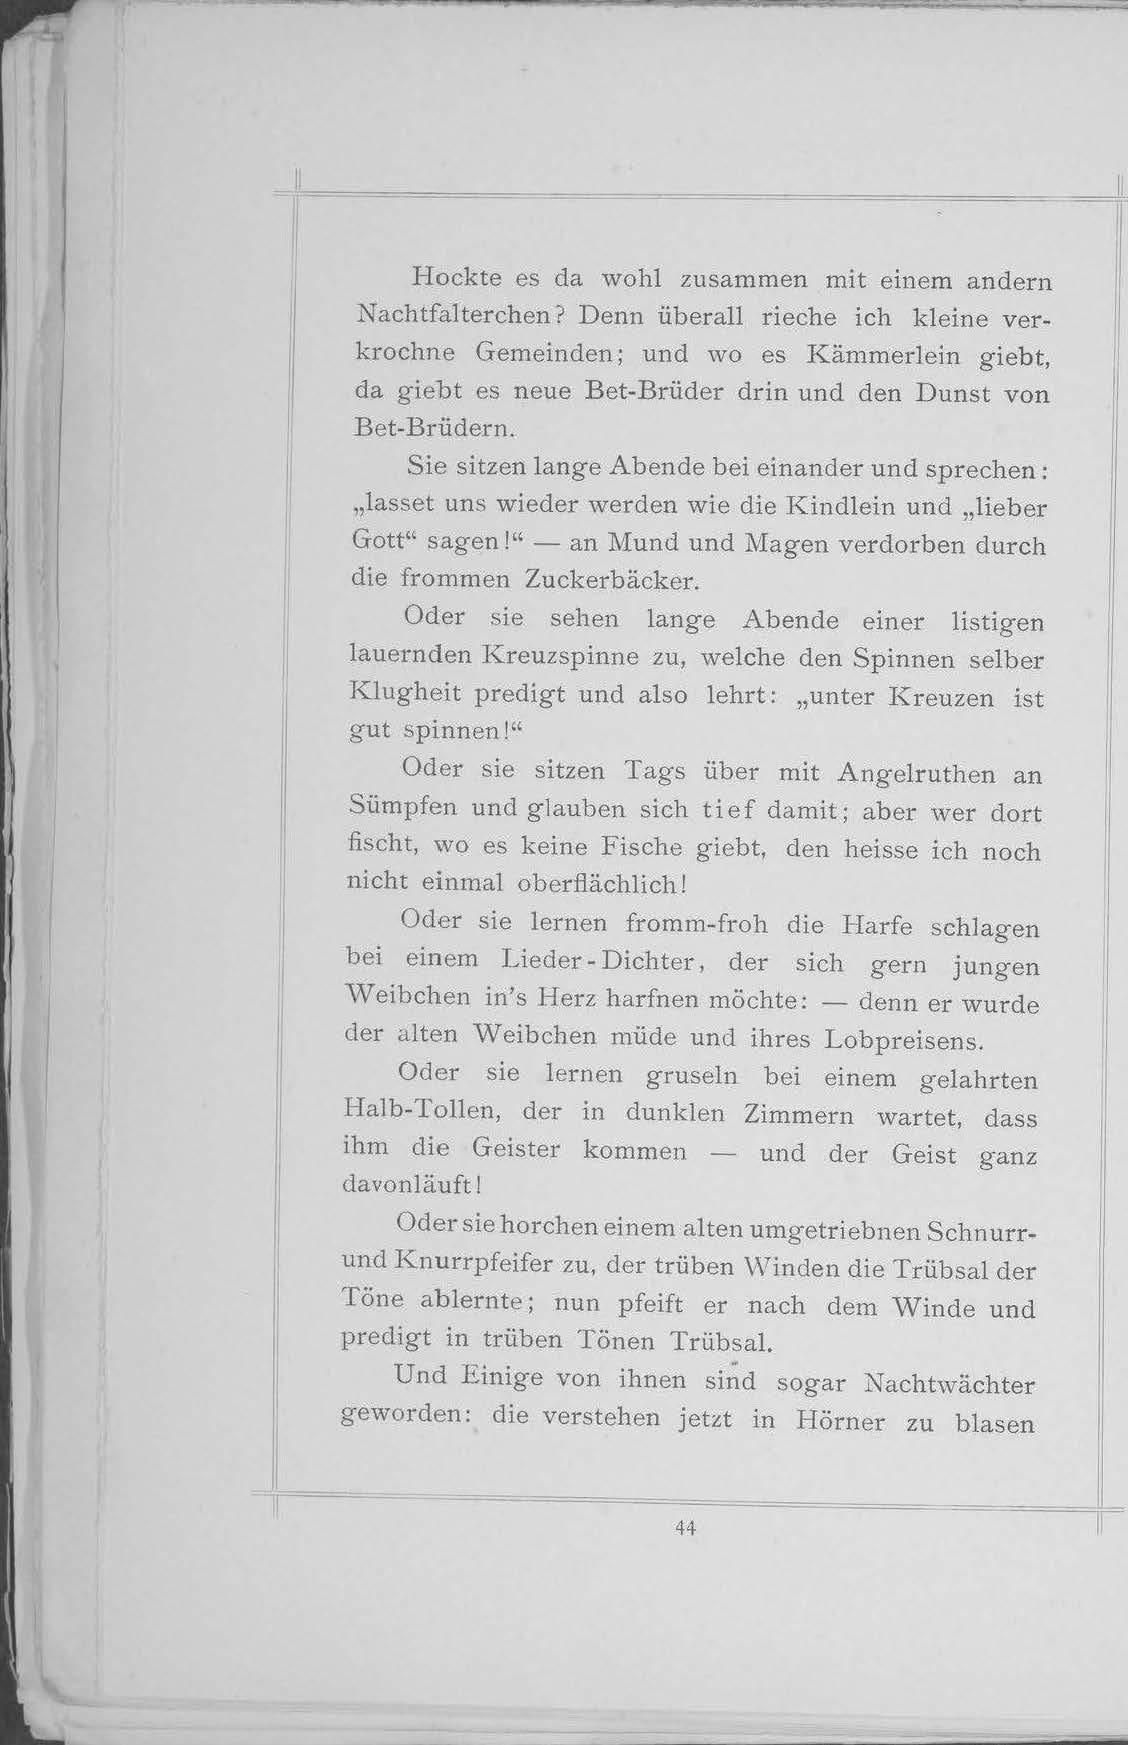 Hockte es da wohl zusammen mit einem andern
Nachtfalterchen? Denn überall rieche ich kleine ver-
krochne Gemeinden; und wo es Kämmerlein giebt,
da giebt es neue Bet-Brüder drin und den Dunst von
Bet-Brüdern.
Sie sitzen lange Abende bei einander und sprechen:
„lasset uns wieder werden wie die Kindlein und „lieber
Gott“ sagen!“ — an Mund und Magen verdorben durch
die frommen Zuckerbäcker.
Oder sie sehen lange Abende einer listigen
lauernden Kreuzspinne zu, welche den Spinnen selber
Klugheit predigt und also lehrt: „unter Kreuzen ist
gut spinnen!“
Oder sie sitzen Tags über mit Angelruthen an
Sümpfen und glauben sich tief damit; aber wer dort
fischt, wo es keine Fische giebt, den heisse ich noch
nicht einmal oberflächlich!
Oder sie lernen fromm-froh die Harfe schlagen
bei einem Lieder-Dichter, der sich gern jungen
Weibchen in's Herz harfnen möchte: — denn er wurde
der alten Weibchen müde und ihres Lobpreisens.
Oder sie lernen gruseln bei einem gelahrten
Halb-Tollen, der in dunklen Zimmern wartet, dass
ihm die Geister kommen — und der Geist ganz
davonläuft!
Oder sie horchen einem alten umgetriebnen Schnurr-
und Knurrpfeifer zu, der trüben Winden die Trübsal der
Töne ablernte; nun pfeift er nach dem Winde und
predigt in trüben Tönen Trübsal.
Und Einige von ihnen sind sogar Nachtwächter
geworden: die verstehen jetzt in Hörner zu blasen
44